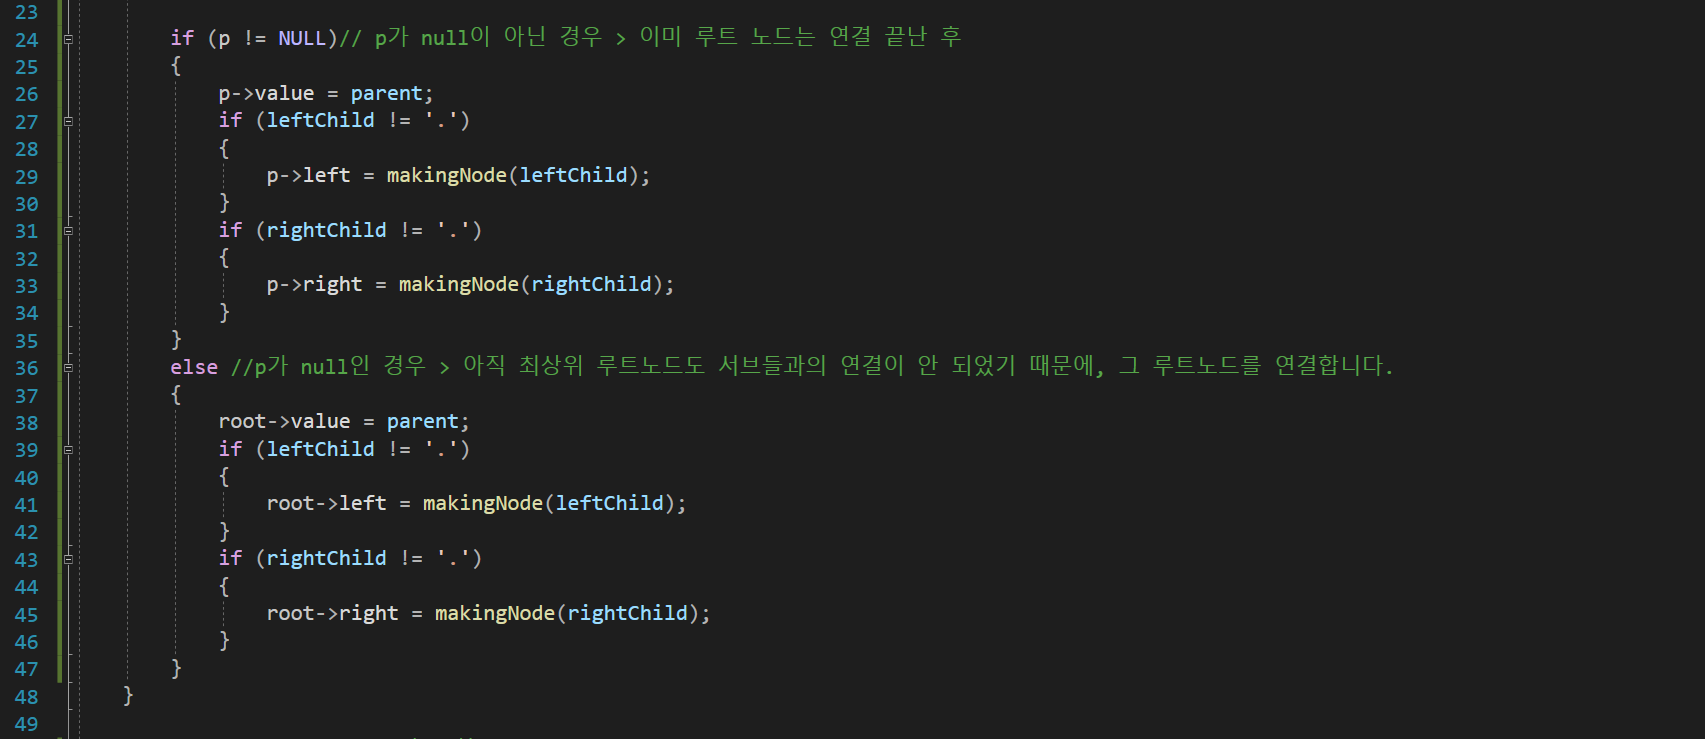 23
24 if (p != NULL)// p가 null이 아닌 경우 > 이미 루트 노드는 연결 끝난 후
25 {
26 p->value = parent;
27 if (leftChild != '.')
28 {
29 p->left = makingNode(leftChild);
30 }
31 if (rightChild != '.')
32 {
33 p->right = makingNode(rightChild);
34 }
35 }
36 else //p가 null인 경우 > 아직 최상위 루트노드도 서브들과의 연결이 안 되었기 때문에, 그 루트노드를 연결합니다.
37 {
38 root->value = parent;
39 if (leftChild != '.')
40 {
41 root->left = makingNode(leftChild);
42 }
43 if (rightChild != '.')
44 {
45 root->right = makingNode(rightChild);
46 }
47 }
48 }
49